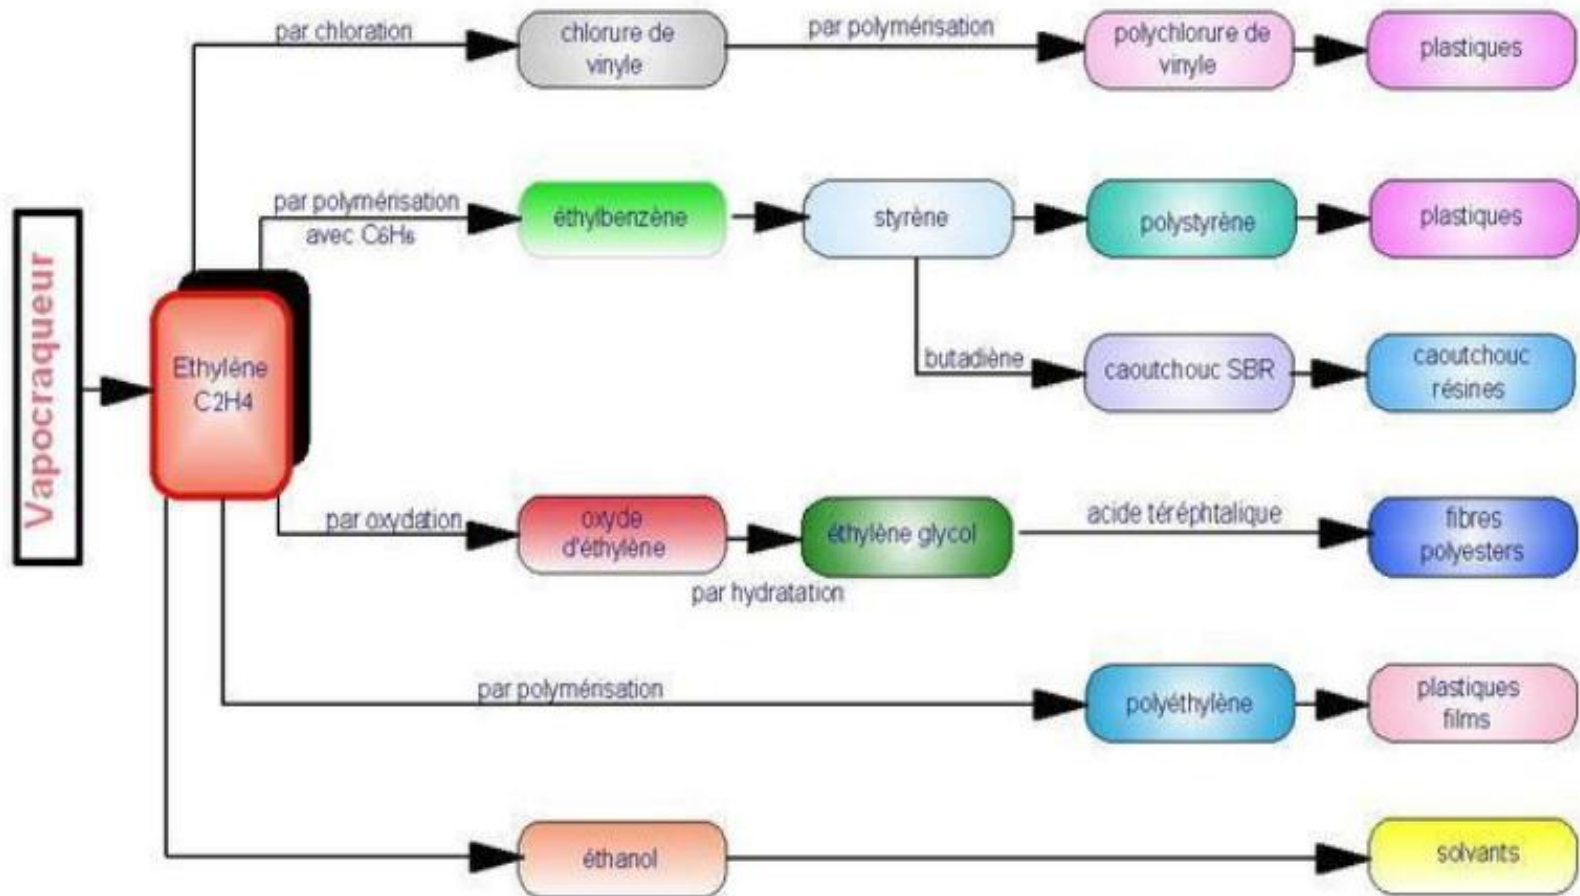 par chloration
chlorure de
vinyle
par polymérisation
polychlorure de
vinyle
plastiques
par polymérisation
avec C6H6
éthylbenzène
styrène
polystyrène
plastiques
Vapocraqueur
Ethylène
C2H4
butadiène
caoutchouc SBR
caoutchouc
résines
par oxydation
oxyde
d'éthylène
par hydratation
éthylène glycol
acide téréphtalique
fibres
polyesters
par polymérisation
polyéthylène
plastiques
films
éthanol
solvants